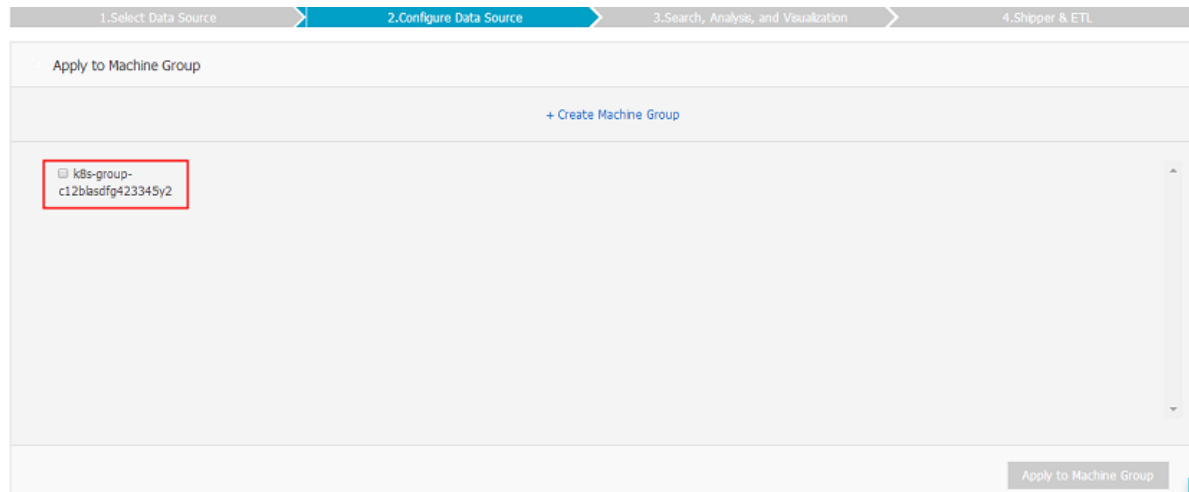 1.Select Data Source
2.Configure Data Source
3.Search, Analysis, and Visualization
4.Shipper & ETL
Apply to Machine Group
+ Create Machine Group
k8s-group-
c12blasdfg423345y2
Apply to Machine Group